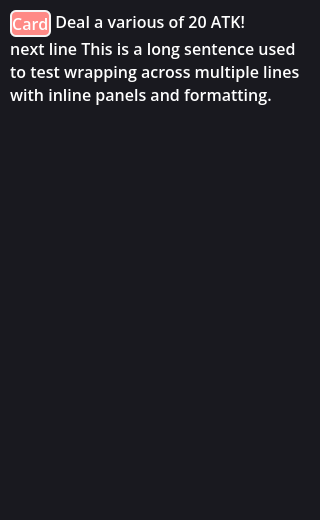 Card Deal a various of 20 ATK!
next line This is a long sentence used
to test wrapping across multiple lines
with inline panels and formatting.